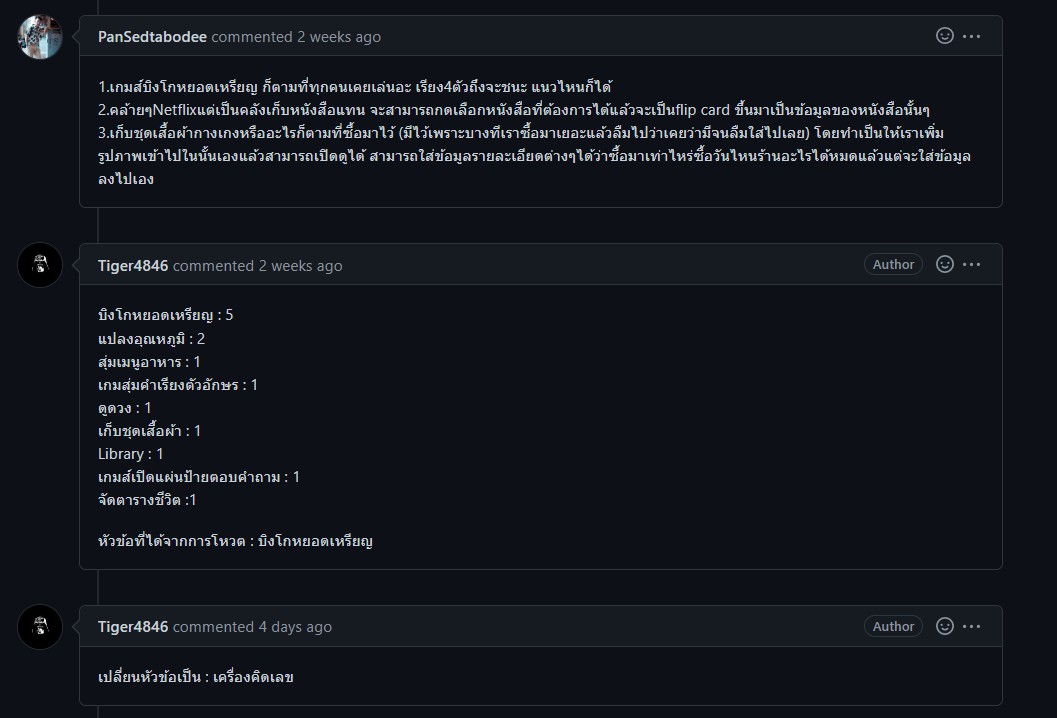 PanSedtabodee commented 2 weeks ago
1.เกมส์บิงโกหยอดเหรียญ ก็ตามที่ทุกคนเคยเล่นอะ เรียง4ตัวถึงจะชนะ แนวไหนก็ได้
2.คล้ายๆNetflixแต่เป็นคลังเก็บหนังสือแทน จะสามารถกดเลือกหนังสือที่ต้องการได้แล้วจะเป็นflip card ขึ้นมาเป็นข้อมูลของหนังสือนั้นๆ
3.เก็บชุดเสื้อผ้ากางเกงหรืออะไรก็ตามที่ซื้อมาไว้ (มีไว้เพราะบางทีเราซื้อมาเยอะแล้วลืมไปว่าเคยว่ามีจนลืมใส่ไปเลย) โดยทำเป็นให้เราเพิ่ม
รูปภาพเข้าไปในนั้นเองแล้วสามารถเปิดดูได้ สามารถใส่ข้อมูลรายละเอียดต่างๆได้ว่าซื้อมาเท่าไหร่ซื้อวันไหนร้านอะไรได้หมดแล้วแต่จะใส่ข้อมูล
ลงไปเอง
Tiger4846 commented 2 weeks ago
Author
บิงโกหยอดเหรียญ : 5
แปลงอุณหภูมิ : 2
สุ่มเมนูอาหาร : 1
เกมสุ่มคำเรียงตัวอักษร : 1
ดูดวง : 1
เก็บชุดเสื้อผ้า : 1
Library : 1
เกมส์เปิดแผ่นป้ายตอบคำถาม : 1
จัดตารางชีวิต :1
หัวข้อที่ได้จากการโหวต : บิงโกหยอดเหรียญ
Tiger4846 commented 4 days ago
Author
เปลี่ยนหัวข้อเป็น : เครื่องคิดเลข